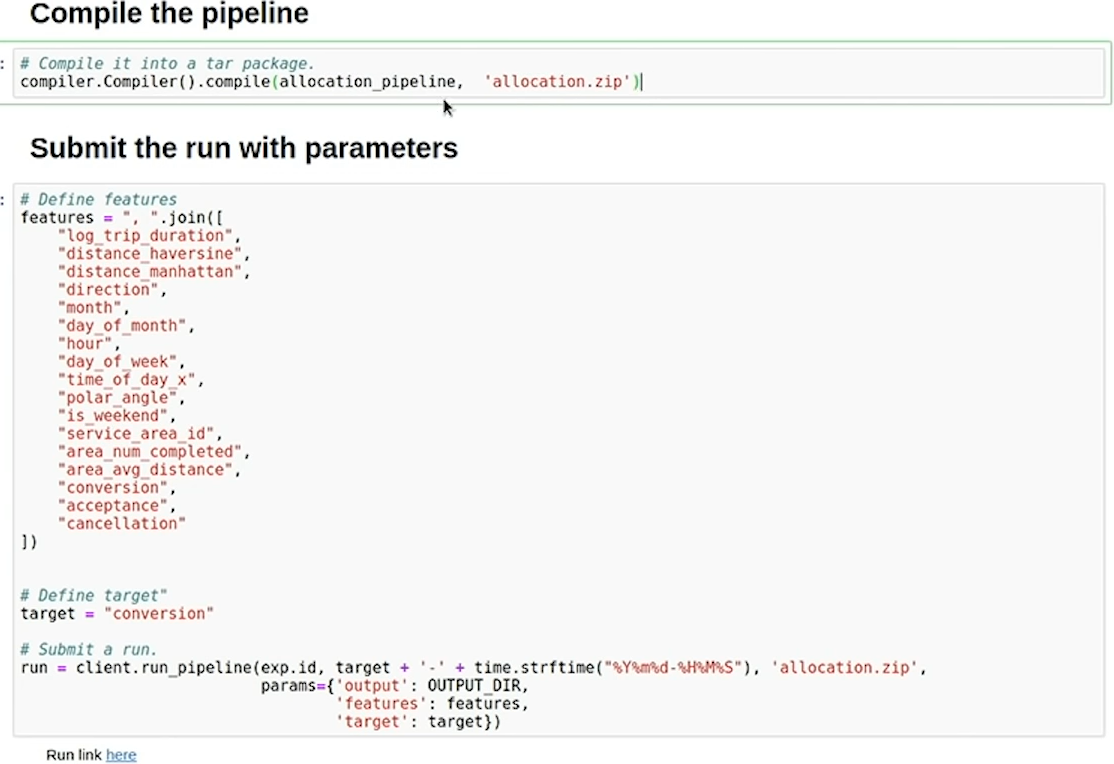 Compile the pipeline
: # Compile it into a tar package.
compiler.Compiler().compile(allocation_pipeline,  'allocation.zip')
Submit the run with parameters
: # Define features
features = ", ".join([
    "log_trip_duration",
    "distance_haversine",
    "distance_manhattan",
    "direction",
    "month",
    "day_of_month",
    "hour",
    "day_of_week",
    "time_of_day_x",
    "polar_angle",
    "is_weekend",
    "service_area_id",
    "area_num_completed",
    "area_avg_distance",
    "conversion",
    "acceptance",
    "cancellation"
])
# Define target"
target = "conversion"
# Submit a run.
run = client.run_pipeline(exp.id, target + '-' + time.strftime("%Y%m%d-%H%M%S"), 'allocation.zip',
                          params={'output': OUTPUT_DIR,
                                  'features': features,
                                  'target': target})
Run link here